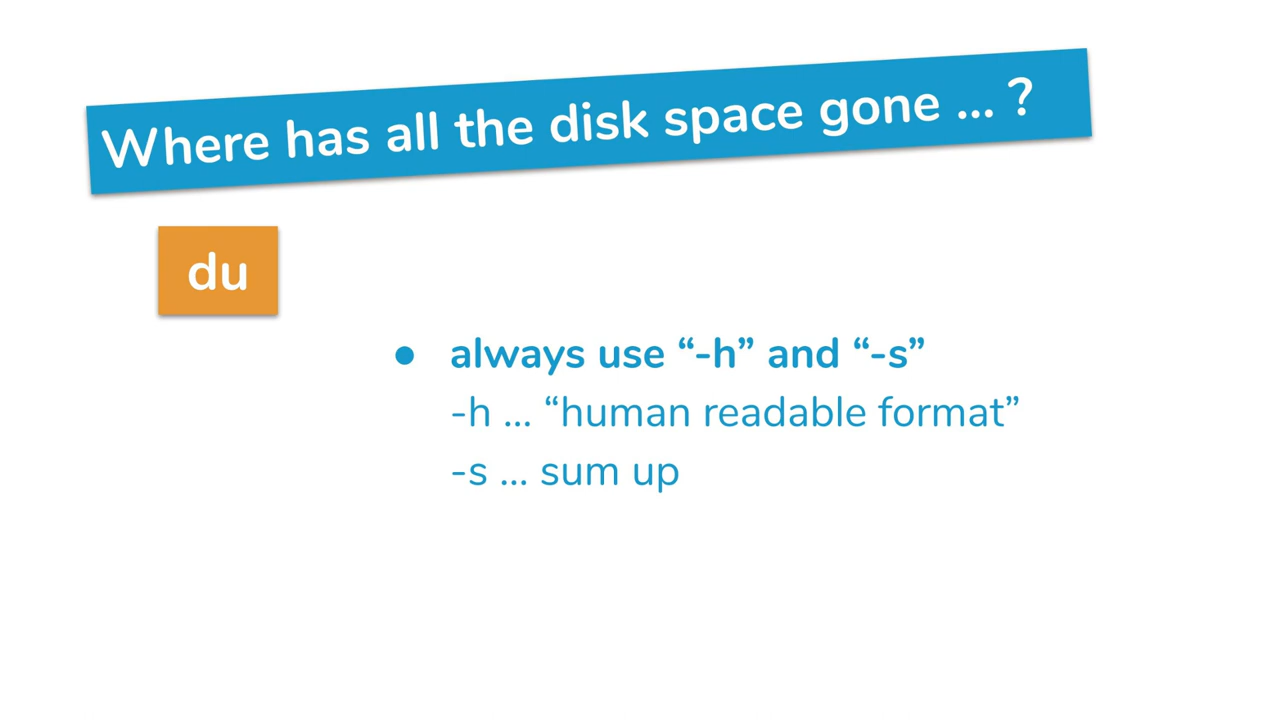 Where has all the disk space gone ... ?
du
● always use “-h” and “-s”
-h ... “human readable format”
-s ... sum up